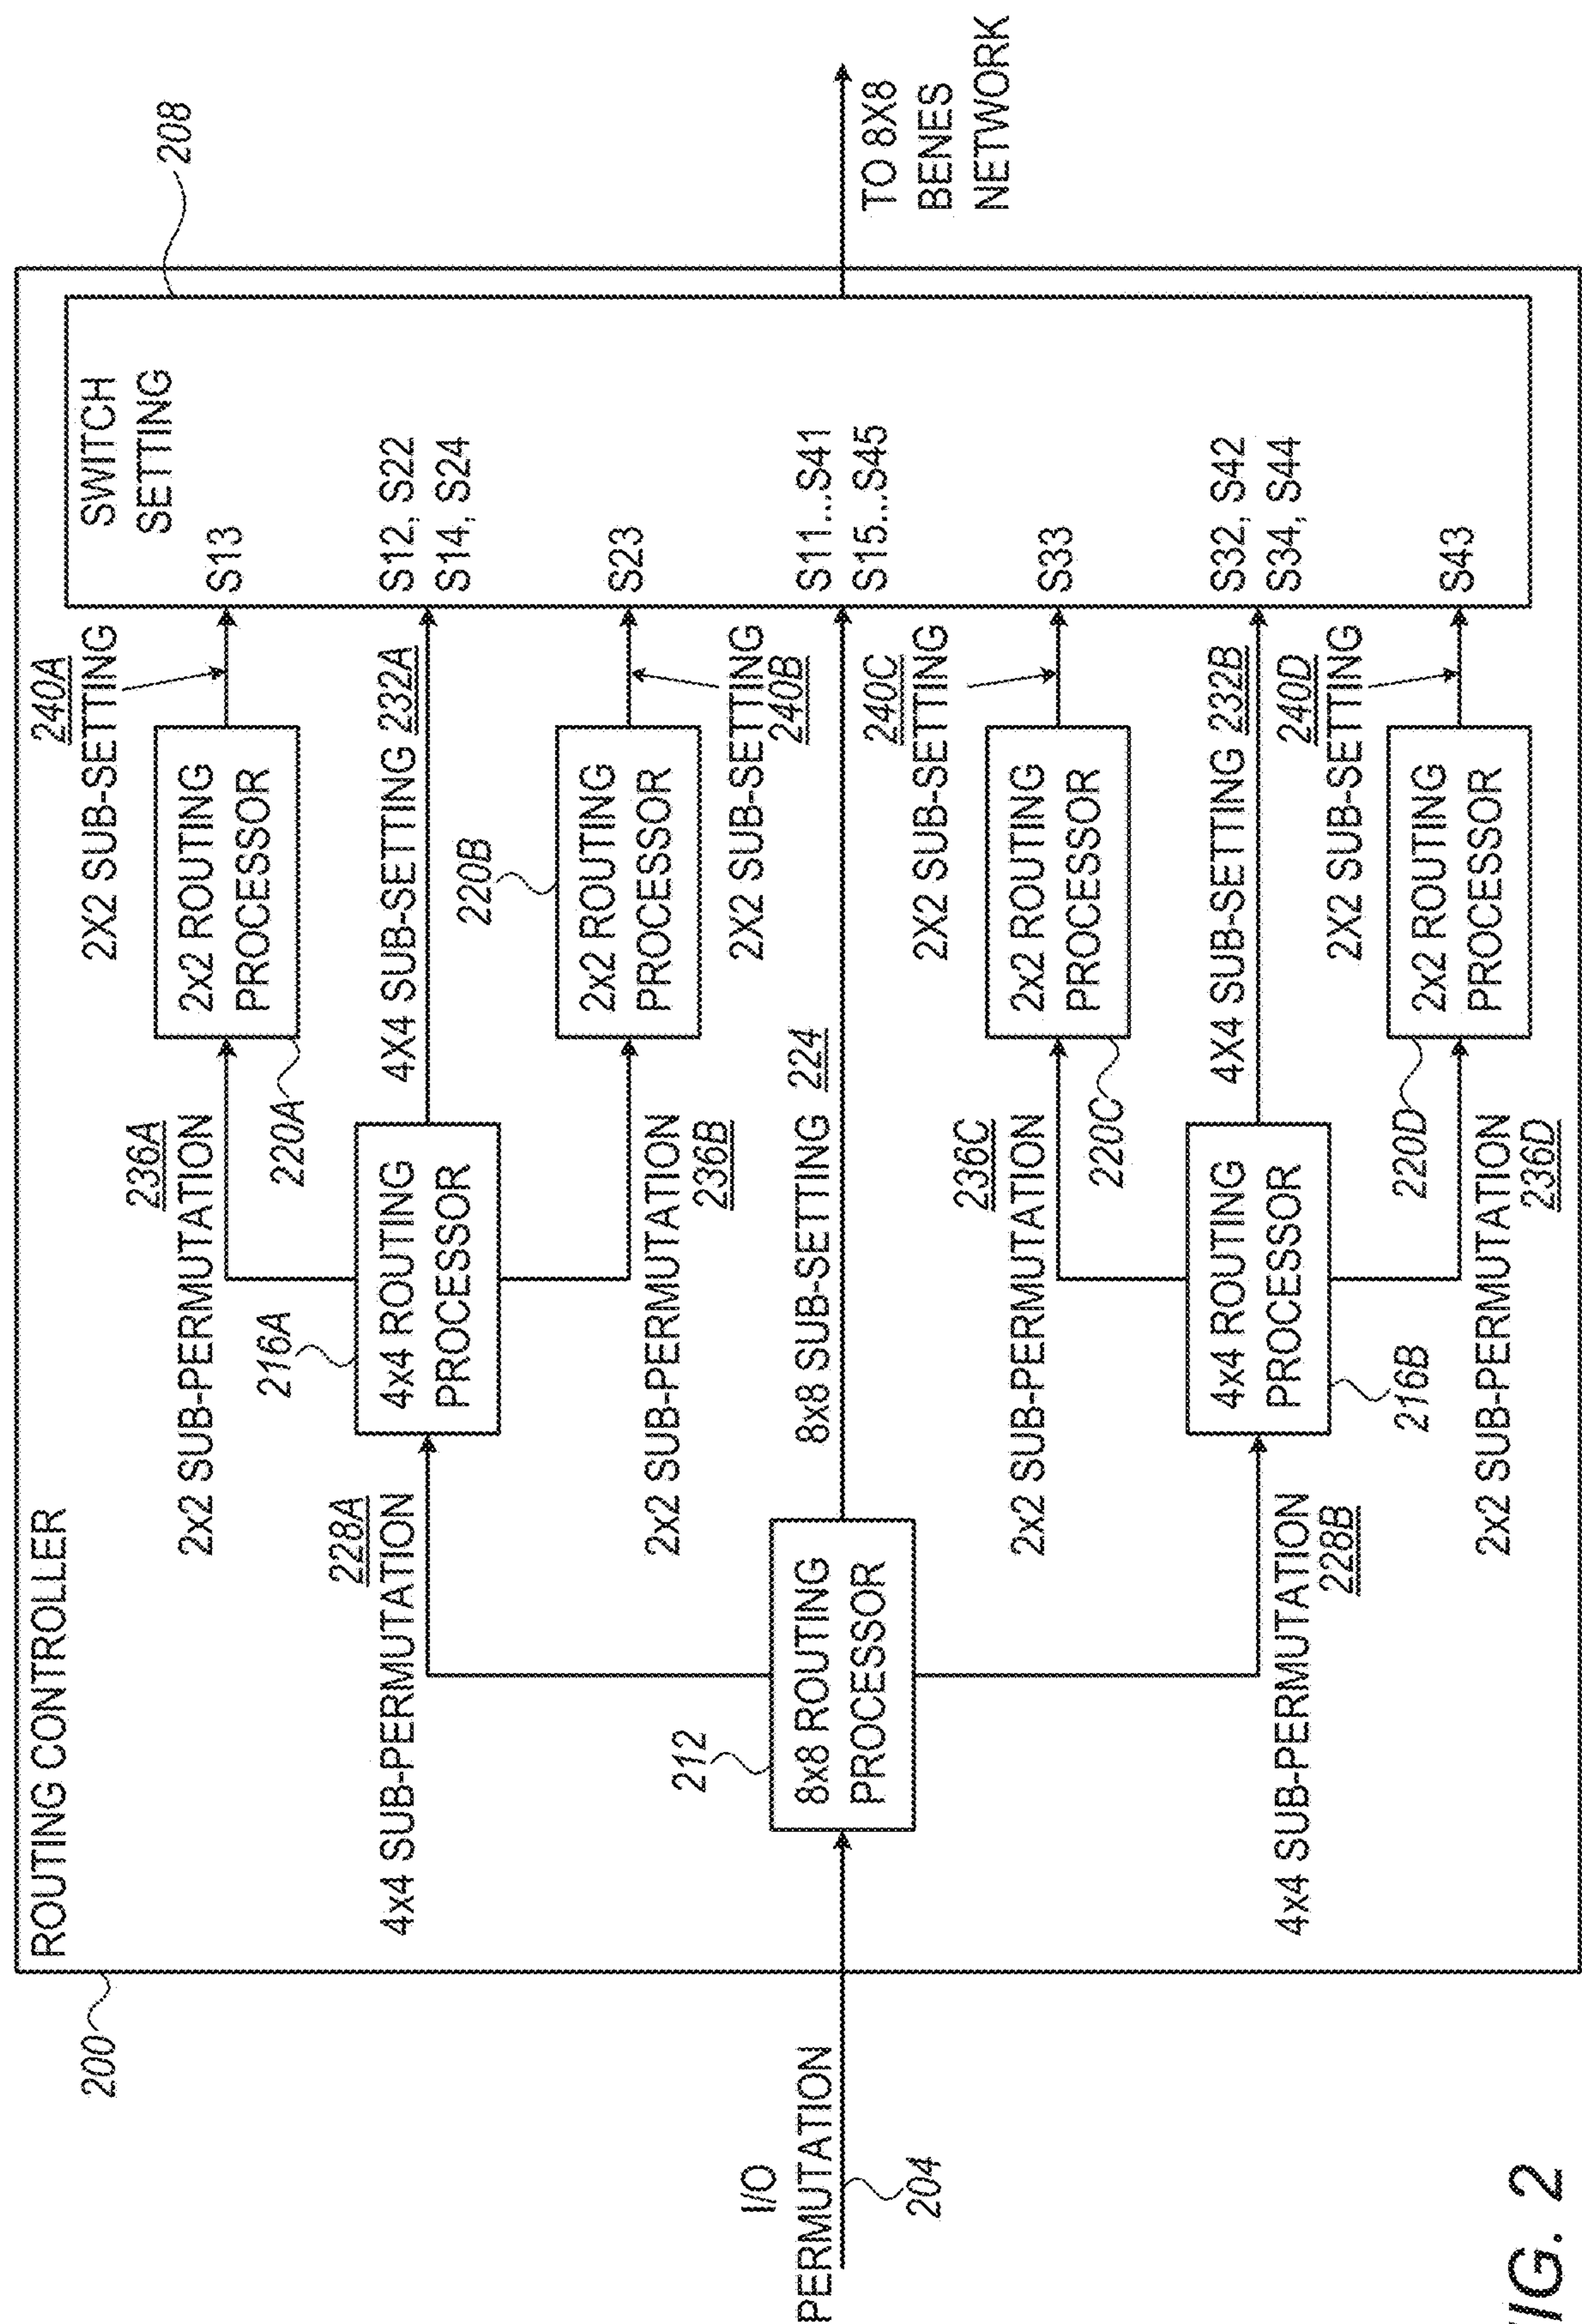 ROUTING CONTROLLER
200
I/O
PERMUTATION
204
212
8x8 ROUTING
PROCESSOR
228A
4x4 SUB-PERMUTATION
4x4 SUB-PERMUTATION
228B
216A
4x4 ROUTING
PROCESSOR
4x4 ROUTING
PROCESSOR
216B
236A
2x2 SUB-PERMUTATION
2x2 SUB-PERMUTATION
236B
8x8 SUB-SETTING 224
236C
2x2 SUB-PERMUTATION
2x2 SUB-PERMUTATION
236D
220A
2x2 ROUTING
PROCESSOR
4X4 SUB-SETTING 232A
220B
2x2 ROUTING
PROCESSOR
220C
2x2 ROUTING
PROCESSOR
4X4 SUB-SETTING 232B
220D
2x2 ROUTING
PROCESSOR
240A
2X2 SUB-SETTING
2X2 SUB-SETTING
240B
240C
2X2 SUB-SETTING
240D
2X2 SUB-SETTING
208
SWITCH
SETTING
S13
S12, S22
S14, S24
S23
S11...S41
S15...S45
S33
S32, S42
S34, S44
S43
TO 8X8
BENES
NETWORK
IG. 2